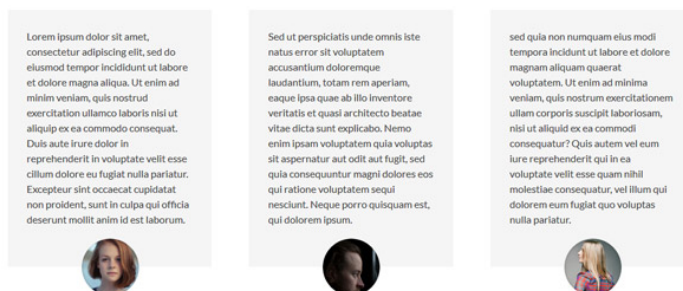 Lorem ipsum dolor sit amet,
consectetur adipiscing elit, sed do
eiusmod tempor incididunt ut labore
et dolore magna aliqua. Ut enim ad
minim veniam, quis nostrud
exercitation ullamco laboris nisi ut
aliquip ex ea commodo consequat.
Duis aute irure dolor in
reprehenderit in voluptate velit esse
cillum dolore eu fugiat nulla pariatur.
Excepteur sint occaecat cupidatat
non proident, sunt in culpa qui officia
deserunt mollit anim id est laborum.
Sed ut perspiciatis unde omnis iste
natus error sit voluptatem
accusantium doloremque
laudantium, totam rem aperiam,
eaque ipsa quae ab illo inventore
veritatis et quasi architecto beatae
vitae dicta sunt explicabo. Nemo
enim ipsam voluptatem quia voluptas
sit aspernatur aut odit aut fugit, sed
quia consequuntur magni dolores eos
qui ratione voluptatem sequi
nesciunt. Neque porro quisquam est,
qui dolorem ipsum.
sed quia non numquam eius modi
tempora incidunt ut labore et dolore
magnam aliquam quaerat
voluptatem. Ut enim ad minima
veniam, quis nostrum exercitationem
ullam corporis suscipit laboriosam,
nisi ut aliquid ex ea commodi
consequatur? Quis autem vel eum
iure reprehenderit qui in ea
voluptate velit esse quam nihil
molestiae consequatur, vel illum qui
dolorem eum fugiat quo voluptas
nulla pariatur.